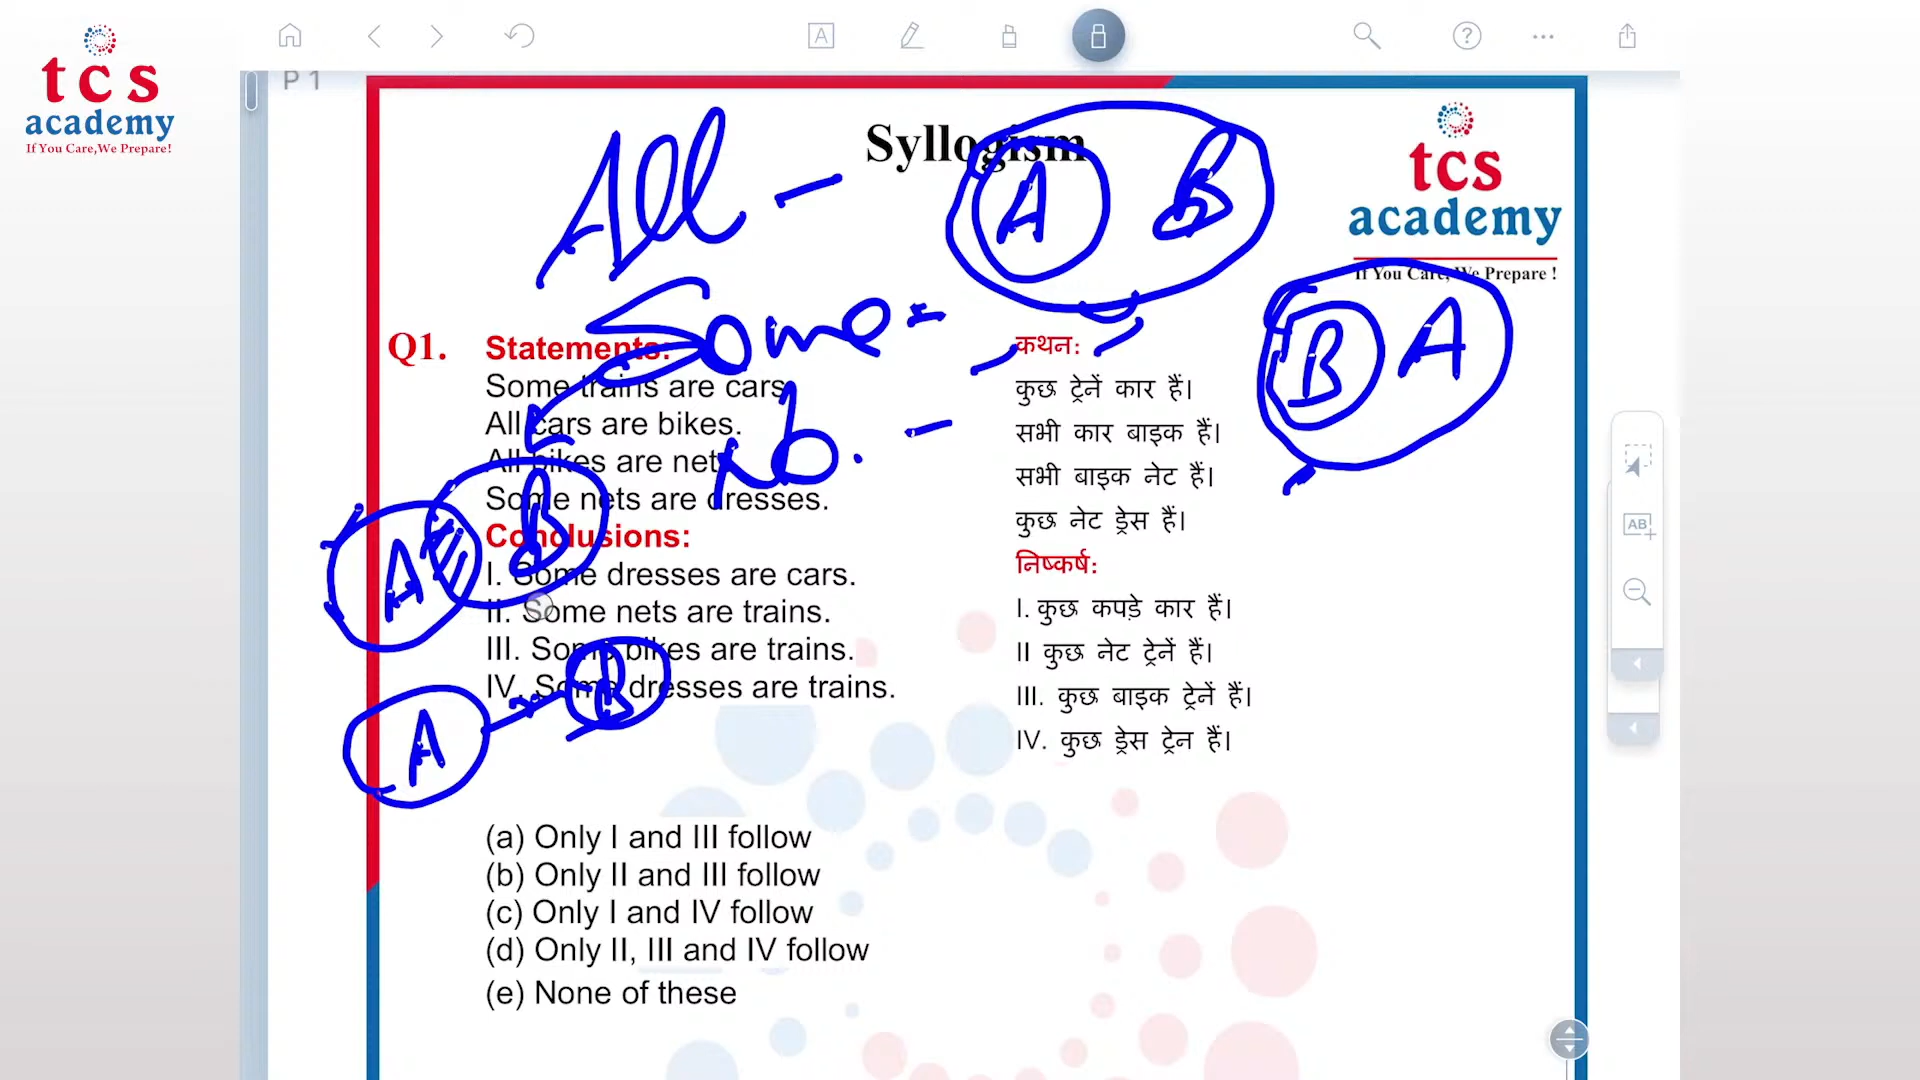 tcs
academy
If You Care,We Prepare!
P 1
A
AB
Syllogism
tcs
academy
If You Care, We Prepare !
All – A B
Some =
No. –
B A
Q1. Statements:
Some trains are cars.
All cars are bikes.
All bikes are nets.
Some nets are dresses.
Conclusions:
I. Some dresses are cars.
II. Some nets are trains.
III. Some bikes are trains.
IV. Some dresses are trains.
A B
A B
कथन:
कुछ ट्रेनें कार हैं।
सभी कार बाइक हैं।
सभी बाइक नेट हैं।
कुछ नेट ड्रेस हैं।
निष्कर्ष:
I. कुछ कपड़े कार हैं।
II कुछ नेट ट्रेनें हैं।
III. कुछ बाइक ट्रेनें हैं।
IV. कुछ ड्रेस ट्रेन हैं।
(a) Only I and III follow
(b) Only II and III follow
(c) Only I and IV follow
(d) Only II, III and IV follow
(e) None of these